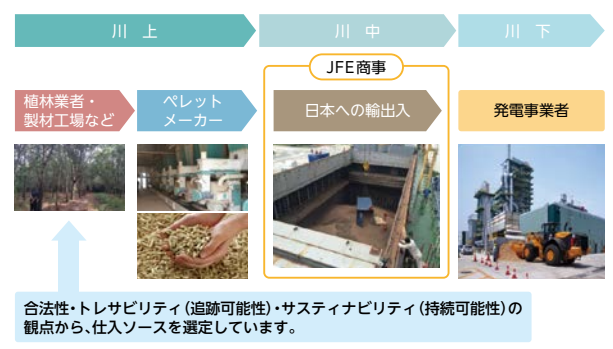 川 上
川 中
川 下
JFE商事
植林業者・
製材工場など
ペレット
メーカー
日本への輸出入
発電事業者
合法性・トレサビリティ（追跡可能性）・サスティナビリティ（持続可能性）の
観点から、仕入ソースを選定しています。